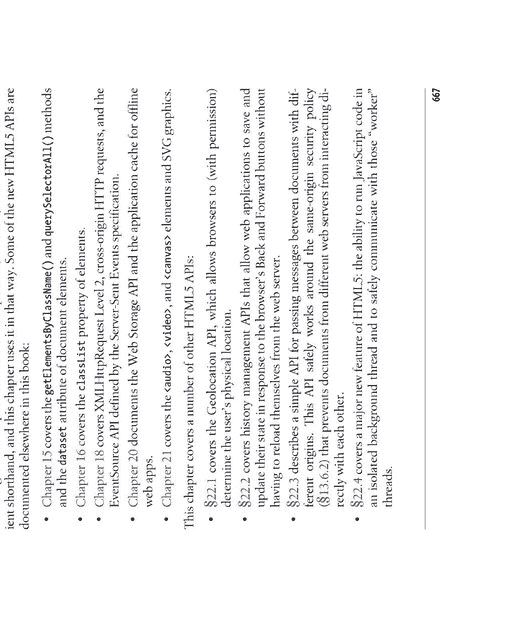 ient shorthand, and this chapter uses it in that way. Some of the new HTML5 APIs are
documented elsewhere in this book:
• Chapter 15 covers the getElementsByClassName() and querySelectorAll() methods
and the dataset attribute of document elements.
• Chapter 16 covers the classList property of elements.
• Chapter 18 covers XMLHttpRequest Level 2, cross-origin HTTP requests, and the
EventSource API defined by the Server-Sent Events specification.
• Chapter 20 documents the Web Storage API and the application cache for offline
web apps.
• Chapter 21 covers the <audio>, <video>, and <canvas> elements and SVG graphics.
This chapter covers a number of other HTML5 APIs:
• §22.1 covers the Geolocation API, which allows browsers to (with permission)
determine the user's physical location.
• §22.2 covers history management APIs that allow web applications to save and
update their state in response to the browser's Back and Forward buttons without
having to reload themselves from the web server.
• §22.3 describes a simple API for passing messages between documents with dif-
ferent origins. This API safely works around the same-origin security policy
(§13.6.2) that prevents documents from different web servers from interacting di-
rectly with each other.
• §22.4 covers a major new feature of HTML5: the ability to run JavaScript code in
an isolated background thread and to safely communicate with those “worker”
threads.
667